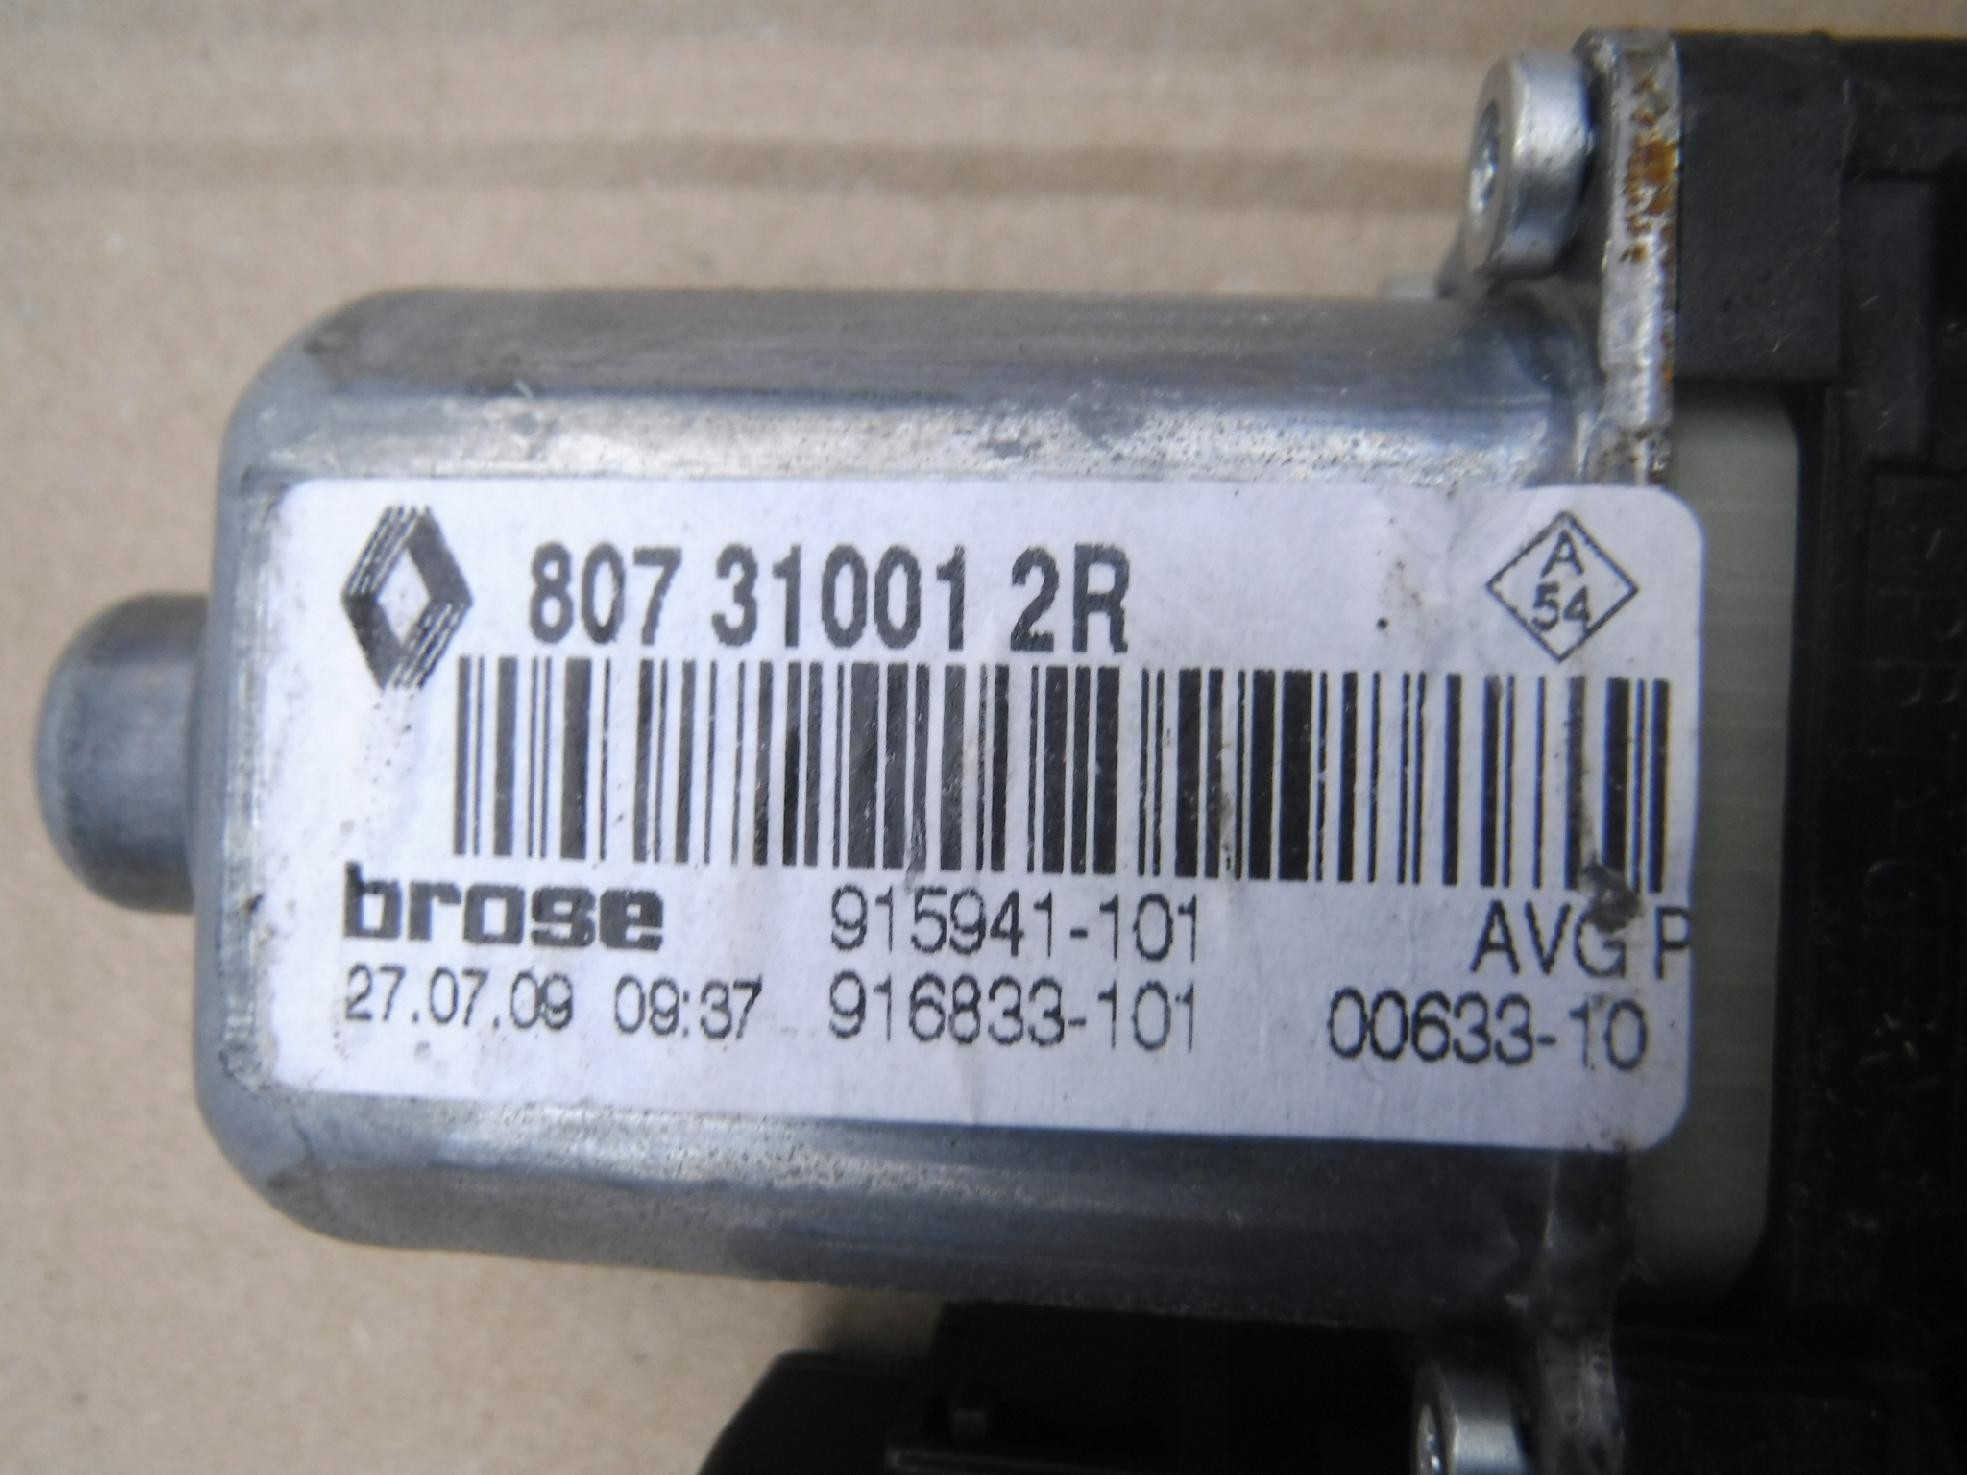 807 31001 2R
A
54
brose 915941-101 AVG P
27.07.09 09:37 916833-101 00633-10